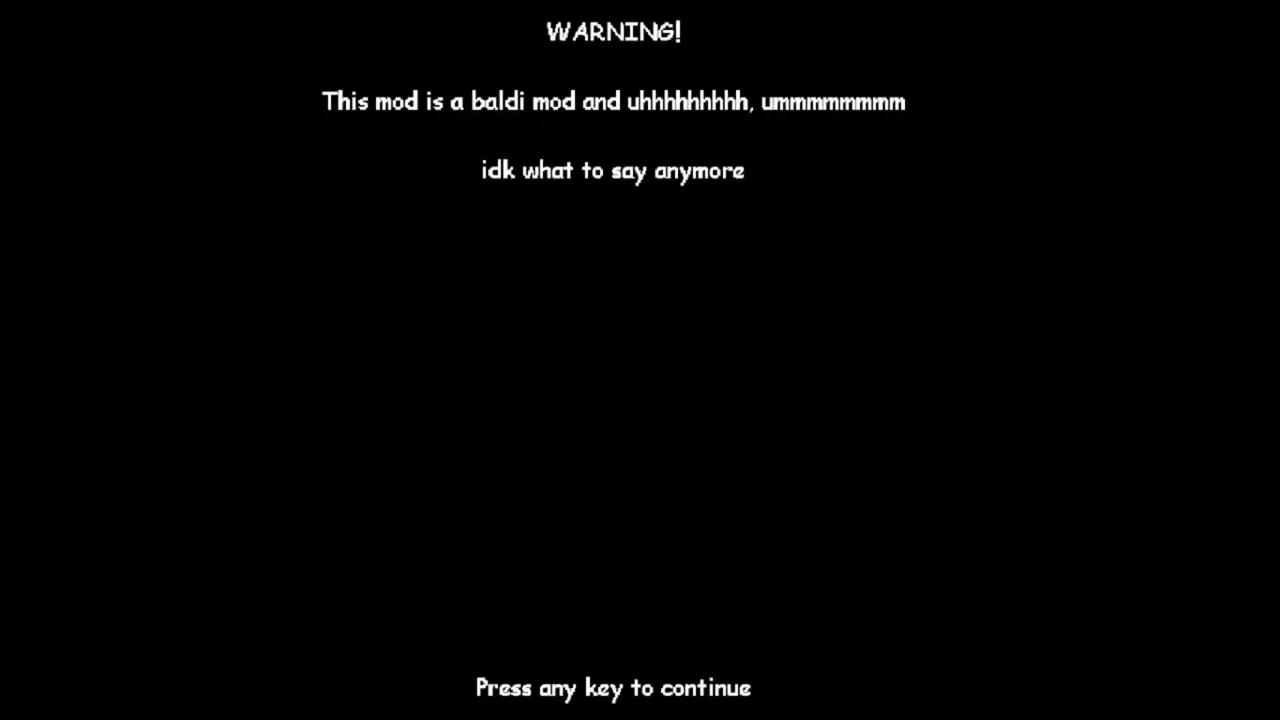 WARNING!
This mod is a baldi mod and uhhhhhhhhh, ummmmmmmm
idk what to say anymore
Press any key to continue